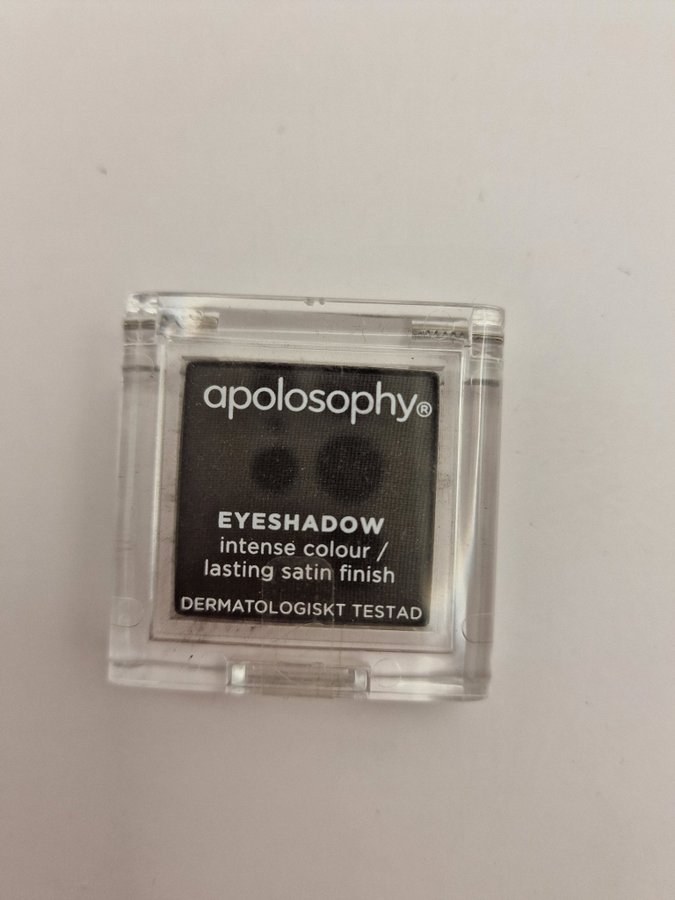 apolosophy®
EYESHADOW
intense colour /
lasting satin finish
DERMATOLOGISKT TESTAD